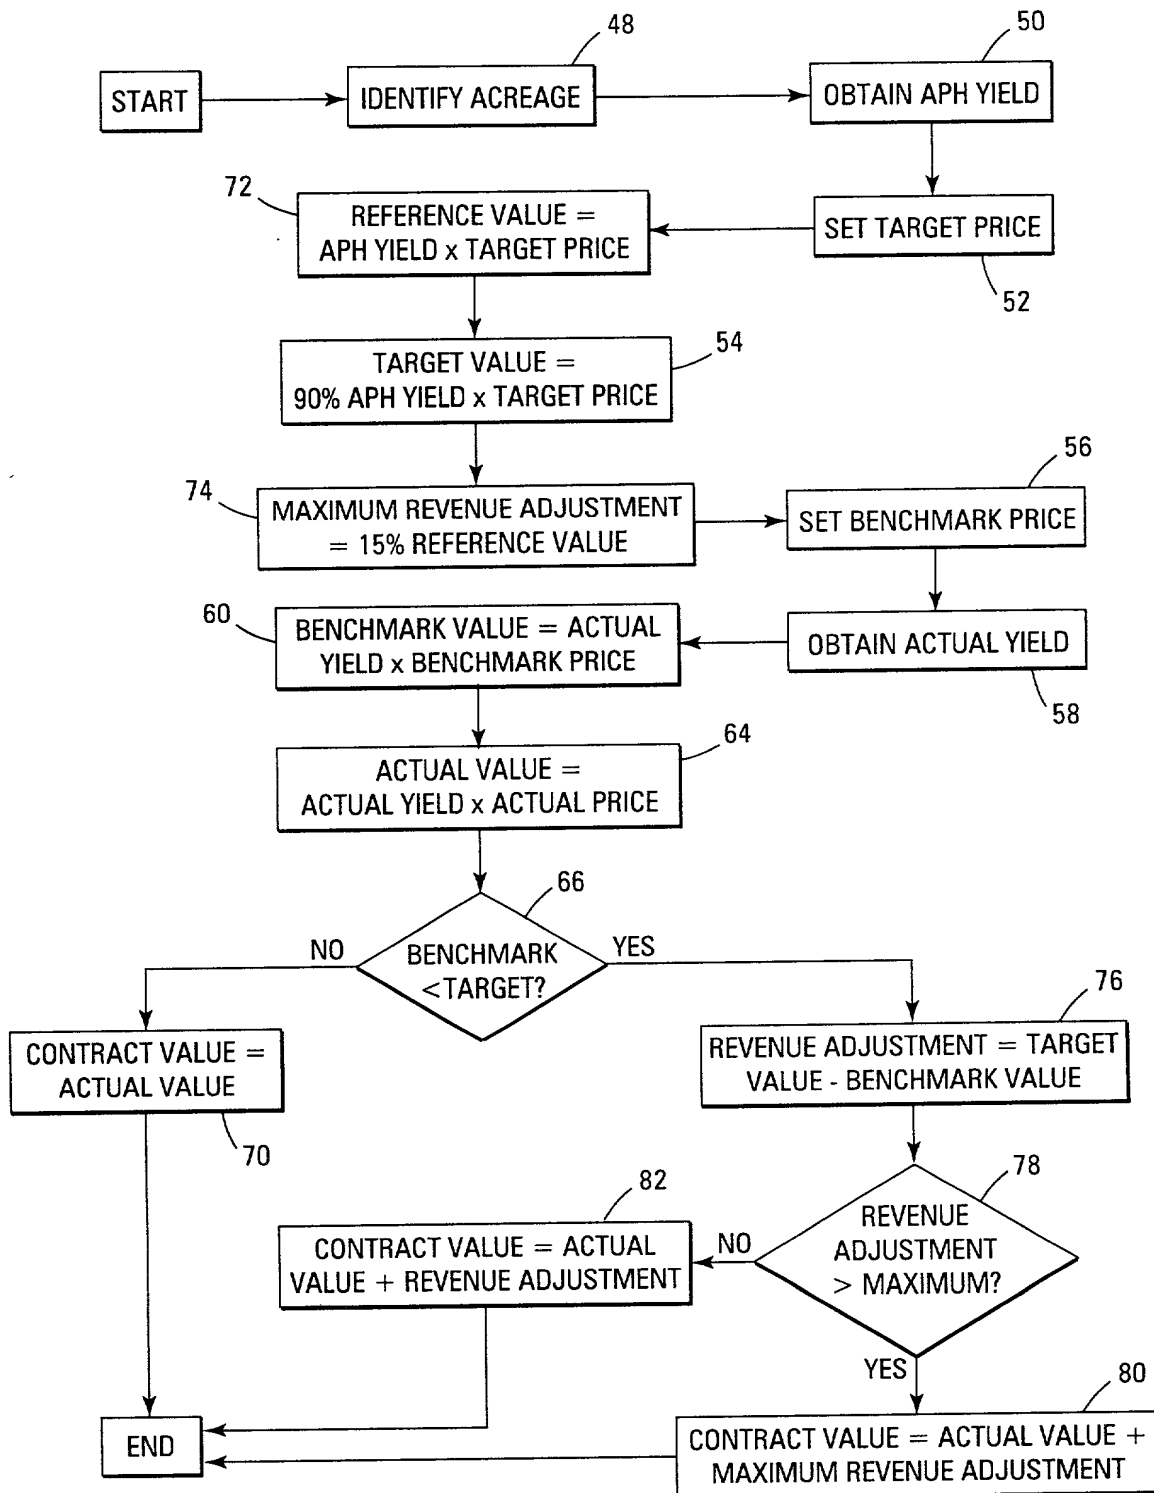 48
50
START
IDENTIFY ACREAGE
OBTAIN APH YIELD
72
REFERENCE VALUE =
APH YIELD x TARGET PRICE
SET TARGET PRICE
52
TARGET VALUE =
90% APH YIELD x TARGET PRICE
54
74
MAXIMUM REVENUE ADJUSTMENT
= 15% REFERENCE VALUE
56
SET BENCHMARK PRICE
60
BENCHMARK VALUE = ACTUAL
YIELD x BENCHMARK PRICE
OBTAIN ACTUAL YIELD
58
64
ACTUAL VALUE =
ACTUAL YIELD x ACTUAL PRICE
66
NO
BENCHMARK
<TARGET?
YES
76
CONTRACT VALUE =
ACTUAL VALUE
70
REVENUE ADJUSTMENT = TARGET
VALUE - BENCHMARK VALUE
78
82
CONTRACT VALUE = ACTUAL
VALUE + REVENUE ADJUSTMENT
NO
REVENUE
ADJUSTMENT
> MAXIMUM?
YES
80
END
CONTRACT VALUE = ACTUAL VALUE +
MAXIMUM REVENUE ADJUSTMENT